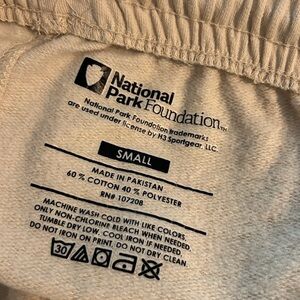 National
Park Foundation™
National Park Foundation trademarks
are used under license by H3 Sportgear, LLC.
SMALL
MADE IN PAKISTAN
60 % COTTON 40 % POLYESTER
RN# 107208
MACHINE WASH COLD WITH LIKE COLORS,
ONLY NON-CHLORINE BLEACH WHEN NEEDED.
TUMBLE DRY LOW. COOL IRON IF NEEDED.
DO NOT IRON ON PRINT. DO NOT DRY CLEAN.
30